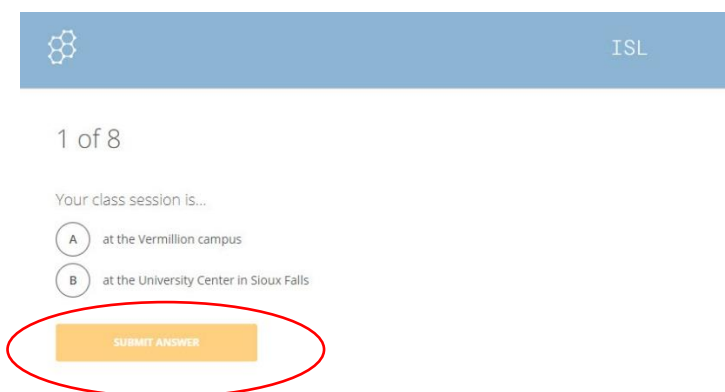 ISL
1 of 8
Your class session is...
A at the Vermillion campus
B at the University Center in Sioux Falls
SUBMIT ANSWER